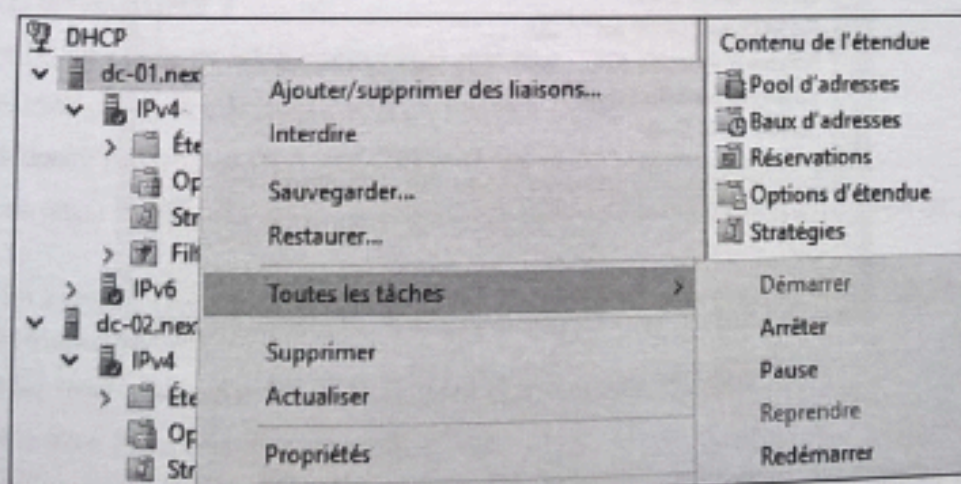 DHCP
dc-01.nex
IPv4
Éte
Op
Str
Filt
IPv6
dc-02.nex
IPv4
Éte
Op
Str
Ajouter/supprimer des liaisons...
Interdire
Sauvegarder...
Restaurer...
Toutes les tâches
Supprimer
Actualiser
Propriétés
Contenu de l'étendue
Pool d'adresses
Baux d'adresses
Réservations
Options d'étendue
Stratégies
Démarrer
Arrêter
Pause
Reprendre
Redémarrer